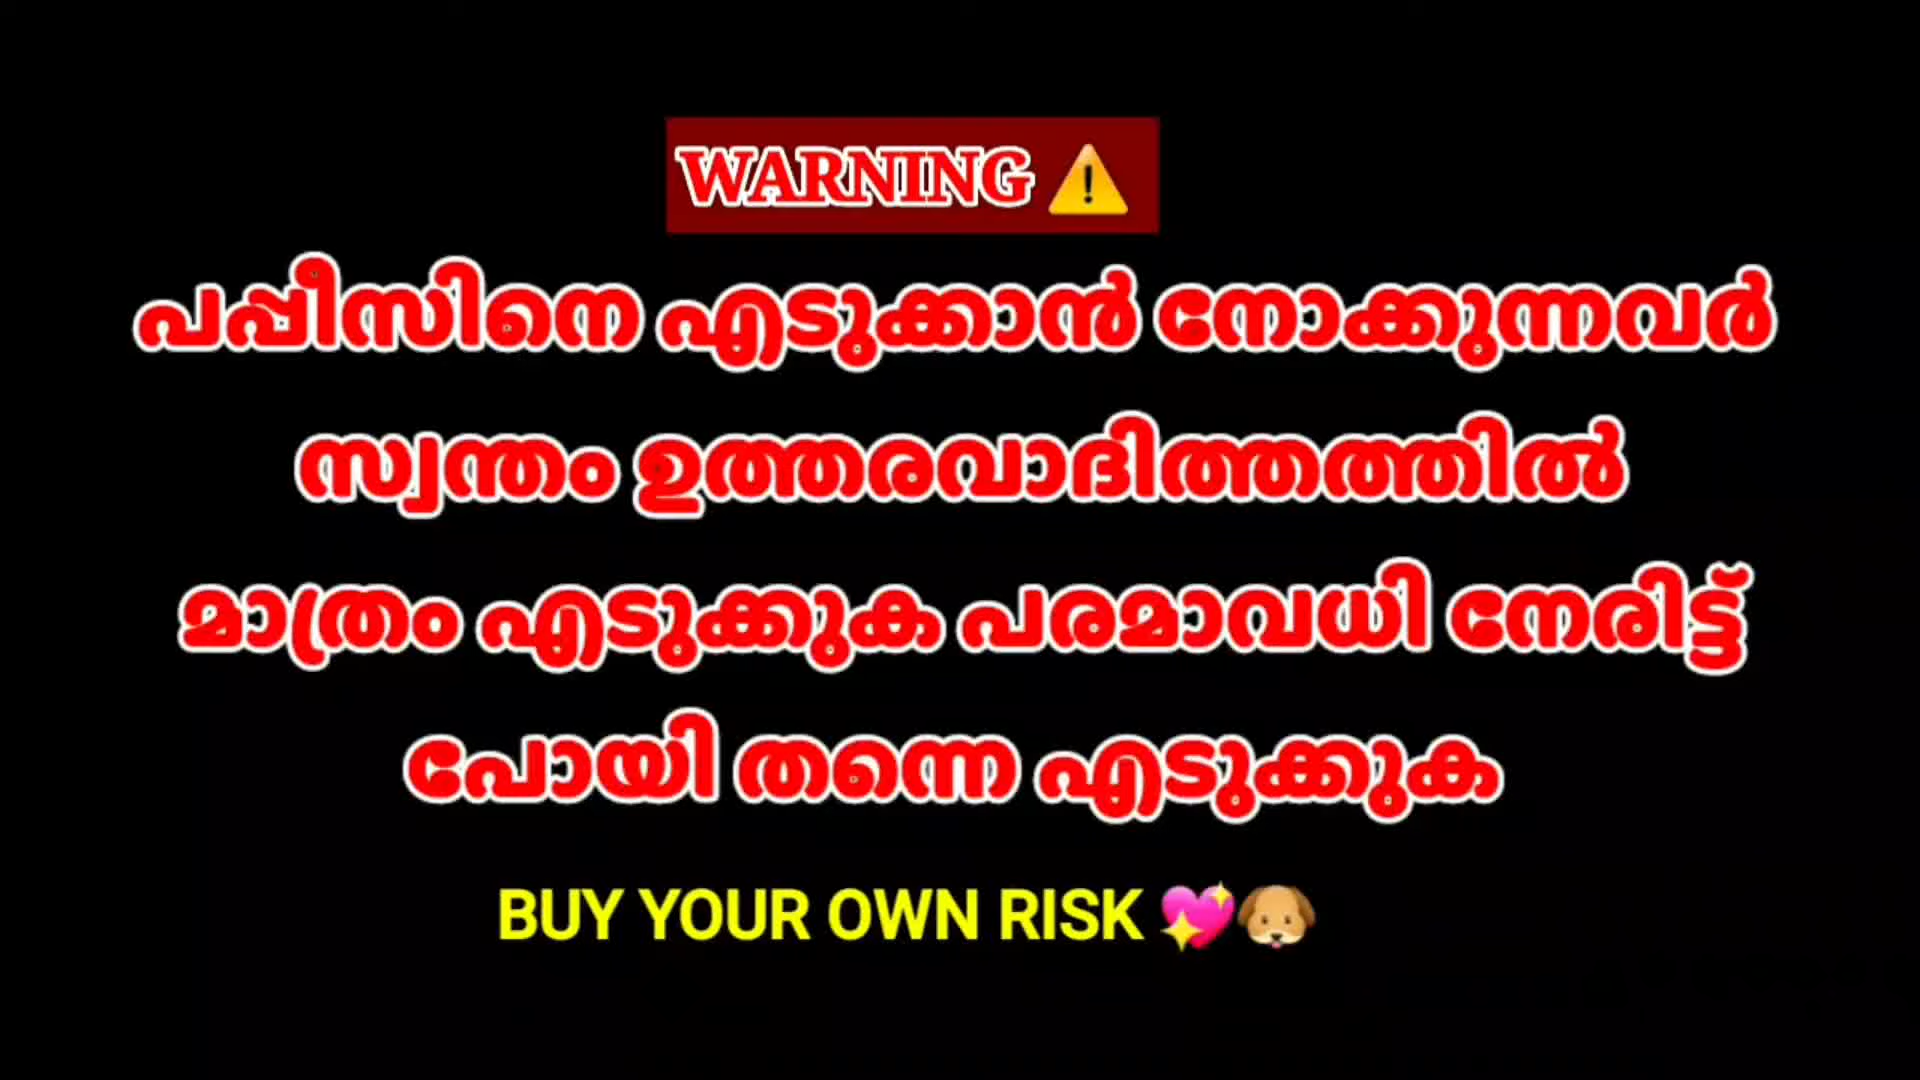 WARNING ⚠️
പപ്പീസിനെ എടുക്കാൻ നോക്കുന്നവർ
സ്വന്തം ഉത്തരവാദിത്തത്തിൽ
മാത്രം എടുക്കുക പരമാവധി നേരിട്ട്
പോയി തന്നെ എടുക്കുക
BUY YOUR OWN RISK 💖🐶